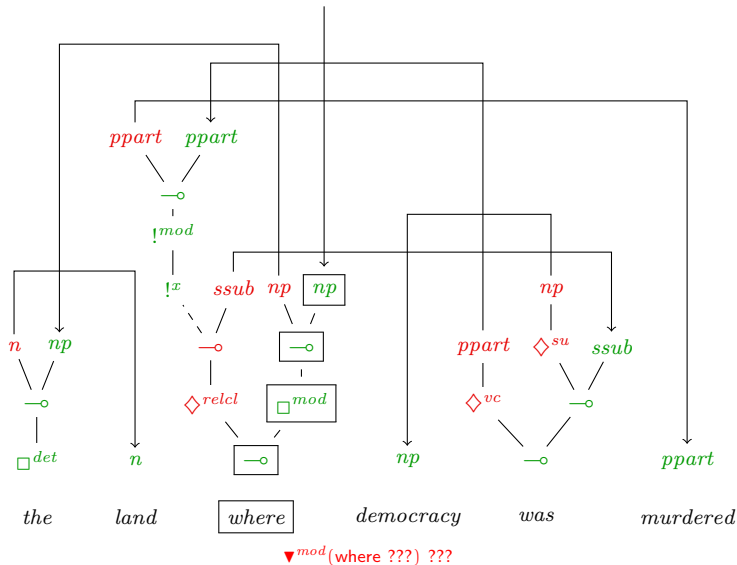 ppart ppart
⊸
!^mod
!^x ssub np np np
n np ⊸ ⊸ ppart ◇^su ssub
⊸ ◇^relcl □^mod ◇^vc ⊸
□^det n ⊸ np ⊸ ppart
the land where democracy was murdered
▼^mod(where ???) ???